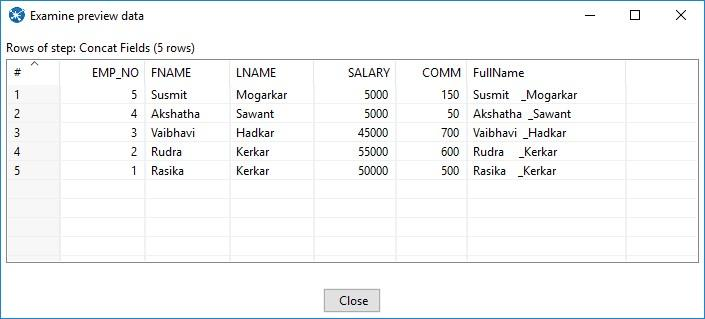 Examine preview data
Rows of step: Concat Fields (5 rows)
# EMP_NO FNAME LNAME SALARY COMM FullName
1 5 Susmit Mogarkar 5000 150 Susmit _Mogarkar
2 4 Akshatha Sawant 5000 50 Akshatha _Sawant
3 3 Vaibhavi Hadkar 45000 700 Vaibhavi _Hadkar
4 2 Rudra Kerkar 55000 600 Rudra _Kerkar
5 1 Rasika Kerkar 50000 500 Rasika _Kerkar
Close